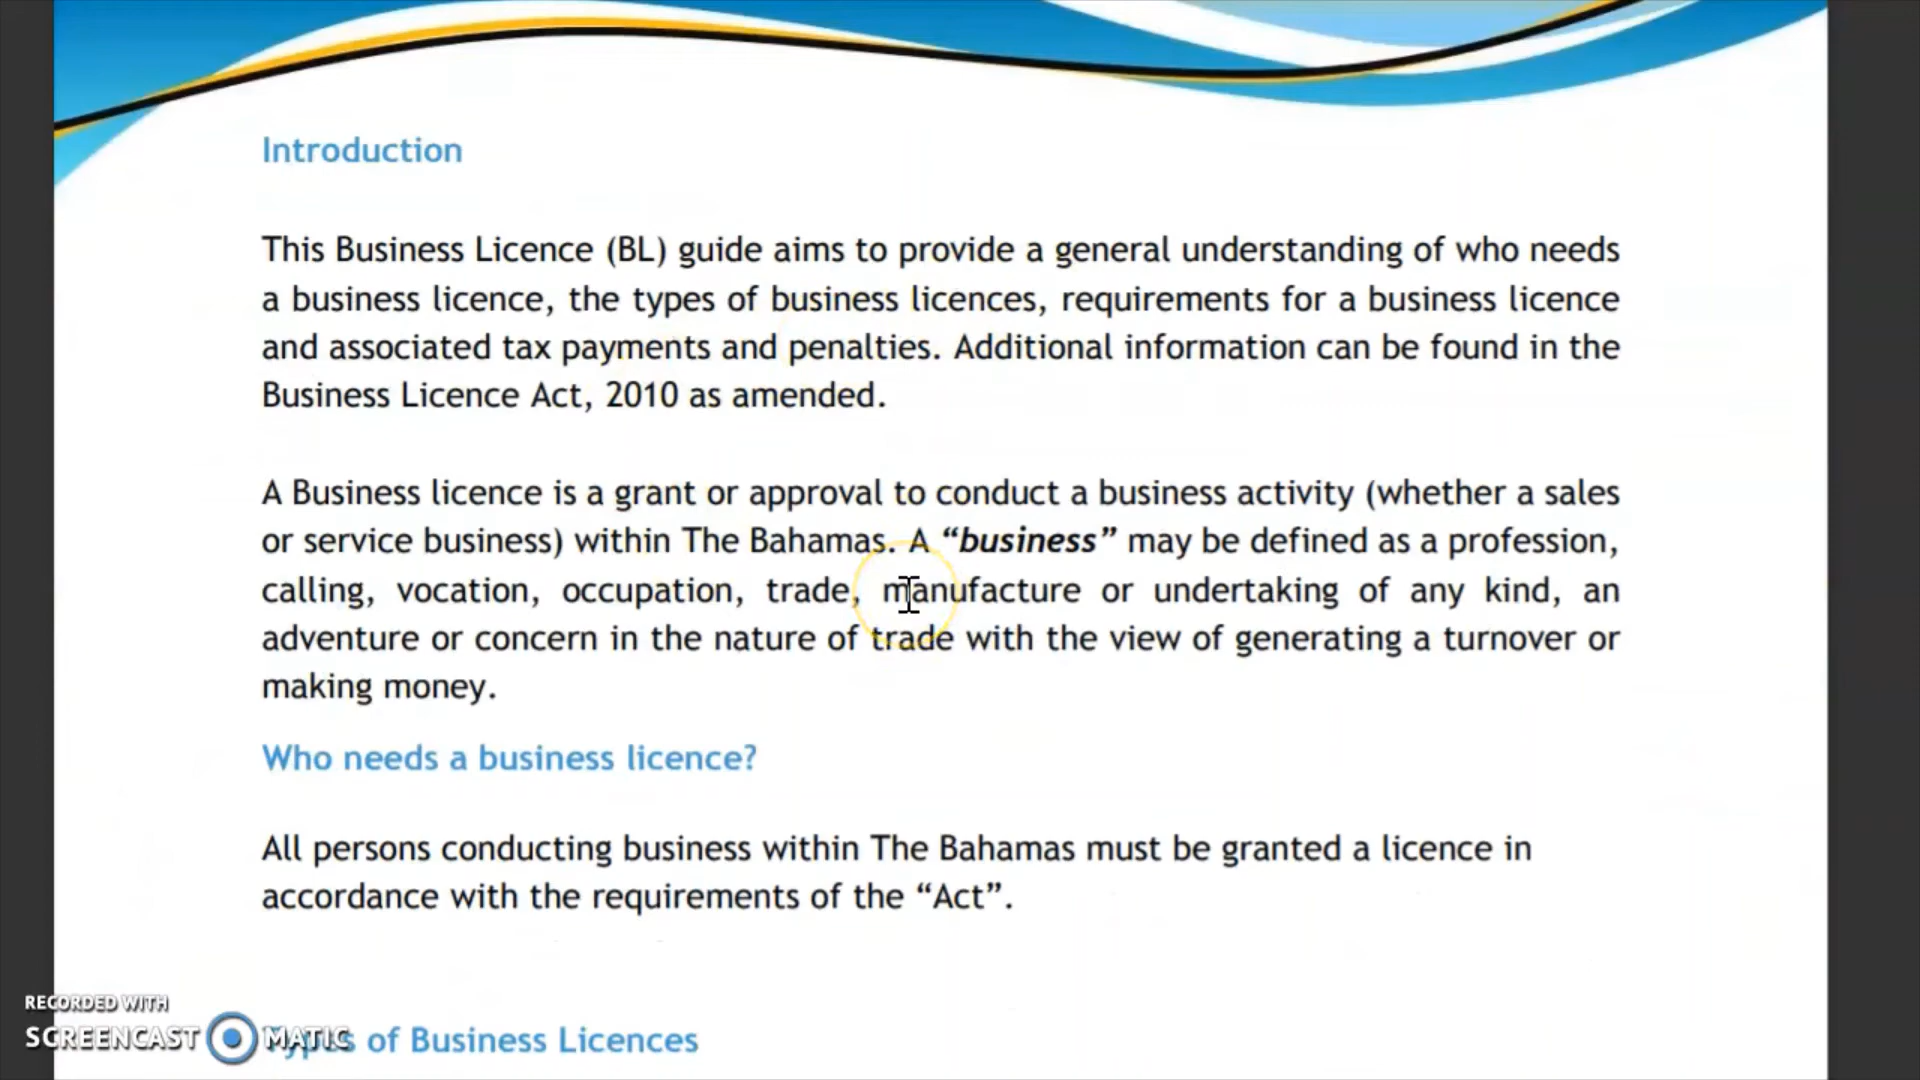 Introduction
This Business Licence (BL) guide aims to provide a general understanding of who needs
a business licence, the types of business licences, requirements for a business licence
and associated tax payments and penalties. Additional information can be found in the
Business Licence Act, 2010 as amended.
A Business licence is a grant or approval to conduct a business activity (whether a sales
or service business) within The Bahamas. A “business” may be defined as a profession,
calling, vocation, occupation, trade, manufacture or undertaking of any kind, an
adventure or concern in the nature of trade with the view of generating a turnover or
making money.
Who needs a business licence?
All persons conducting business within The Bahamas must be granted a licence in
accordance with the requirements of the “Act”.
Types of Business Licences
RECORDED WITH
SCREENCAST MATIC